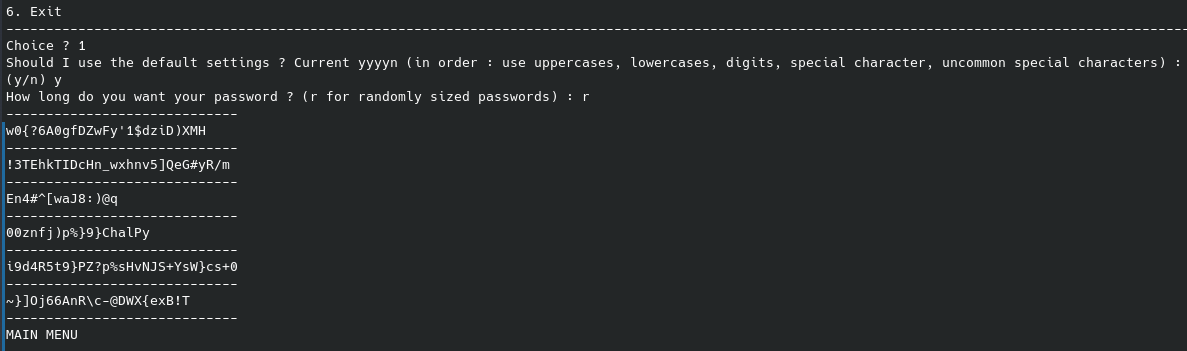 6. Exit
------------------------------------------------------------------------------------------------------------------------------------------------------
Choice ? 1
Should I use the default settings ? Current yyyyn (in order : use uppercases, lowercases, digits, special character, uncommon special characters) :
(y/n) y
How long do you want your password ? (r for randomly sized passwords) : r
-----------------------------
w0{?6A0gfDZwFy'1$dziD)XMH
-----------------------------
!3TEhkTIDcHn_wxhnv5]QeG#yR/m
-----------------------------
En4#^[waJ8:)@q
-----------------------------
00znfj)p%}9}ChalPy
-----------------------------
i9d4R5t9}PZ?p%sHvNJS+YsW}cs+0
-----------------------------
~}]Oj66AnR\c-@DWX{exB!T
-----------------------------
MAIN MENU